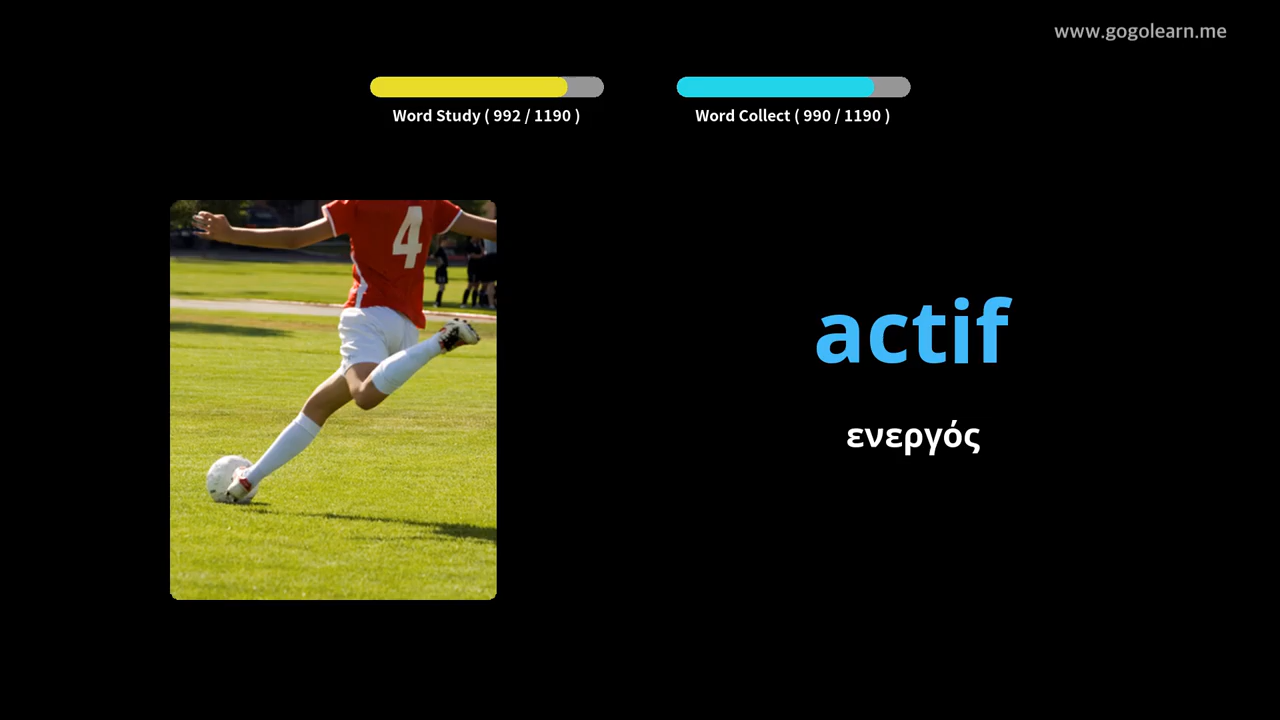 www.gogolearn.me
Word Study ( 992 / 1190 )
Word Collect ( 990 / 1190 )
4
actif
ενεργός